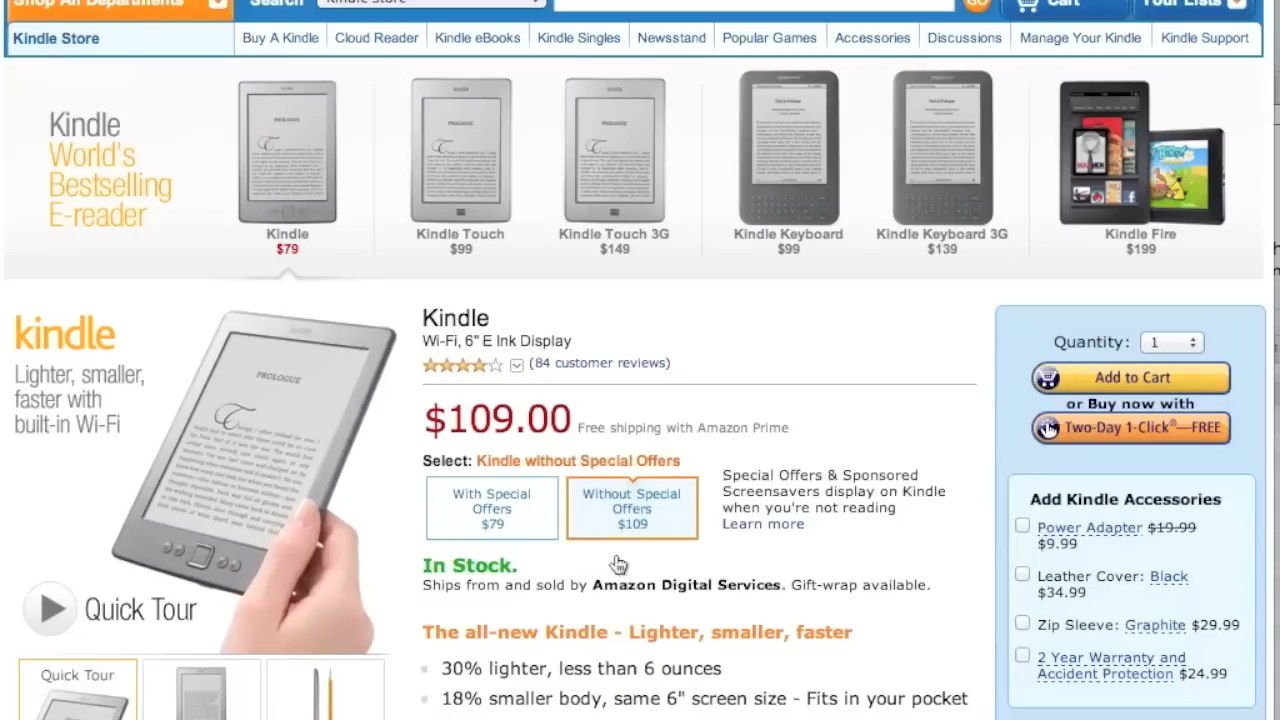 Shop All Departments
Search
Kindle Store
GO
Cart
Your Lists
Kindle Store
Buy A Kindle
Cloud Reader
Kindle eBooks
Kindle Singles
Newsstand
Popular Games
Accessories
Discussions
Manage Your Kindle
Kindle Support
Kindle
World's
Bestselling
E-reader
PROLOGUE
PROLOGUE
PROLOGUE
Kindle
$79
Kindle Touch
$99
Kindle Touch 3G
$149
Kindle Keyboard
$99
Kindle Keyboard 3G
$139
Kindle Fire
$199
kindle
Lighter, smaller,
faster with
built-in Wi-Fi
PROLOGUE
Quick Tour
Quick Tour
Kindle
Wi-Fi, 6" E Ink Display
(84 customer reviews)
$109.00 Free shipping with Amazon Prime
Select: Kindle without Special Offers
With Special
Offers
$79
Without Special
Offers
$109
Special Offers & Sponsored
Screensavers display on Kindle
when you're not reading
Learn more
In Stock.
Ships from and sold by Amazon Digital Services. Gift-wrap available.
The all-new Kindle - Lighter, smaller, faster
30% lighter, less than 6 ounces
18% smaller body, same 6" screen size - Fits in your pocket
Quantity: 1
Add to Cart
or Buy now with
Two-Day 1-Click®—FREE
Add Kindle Accessories
Power Adapter $19.99
$9.99
Leather Cover: Black
$34.99
Zip Sleeve: Graphite $29.99
2 Year Warranty and
Accident Protection $24.99